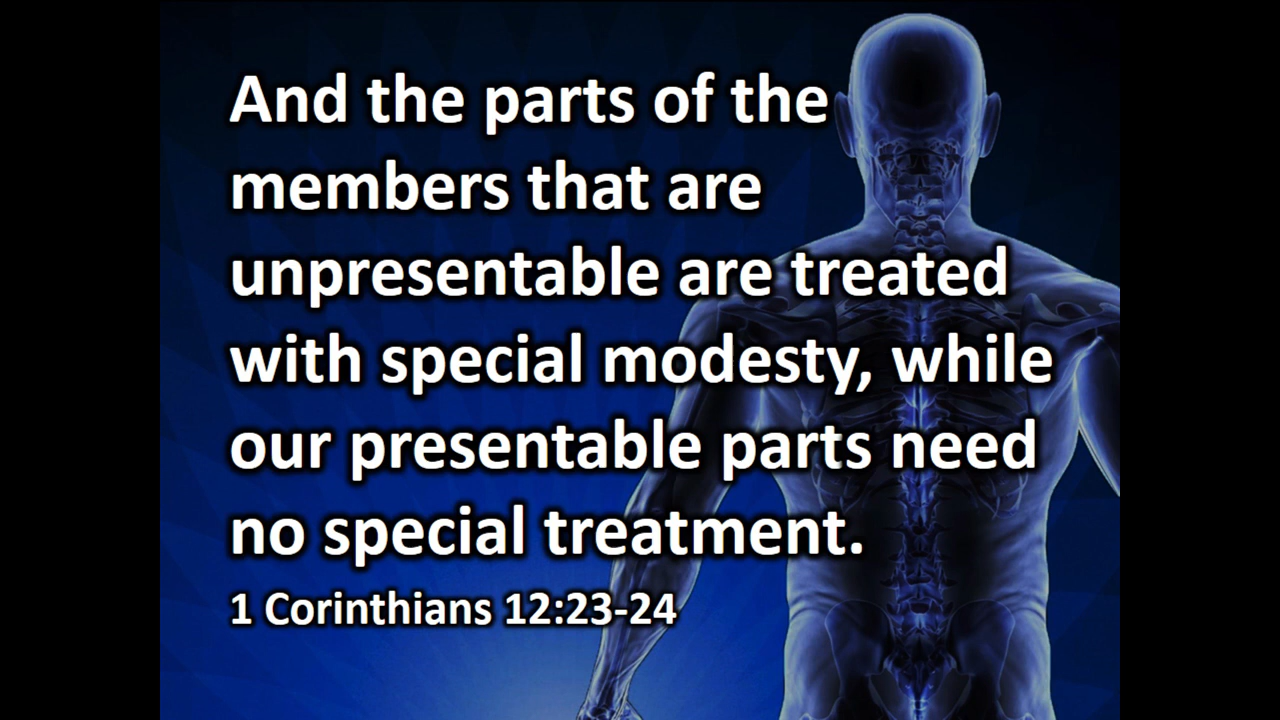 And the parts of the
members that are
unpresentable are treated
with special modesty, while
our presentable parts need
no special treatment.
1 Corinthians 12:23-24